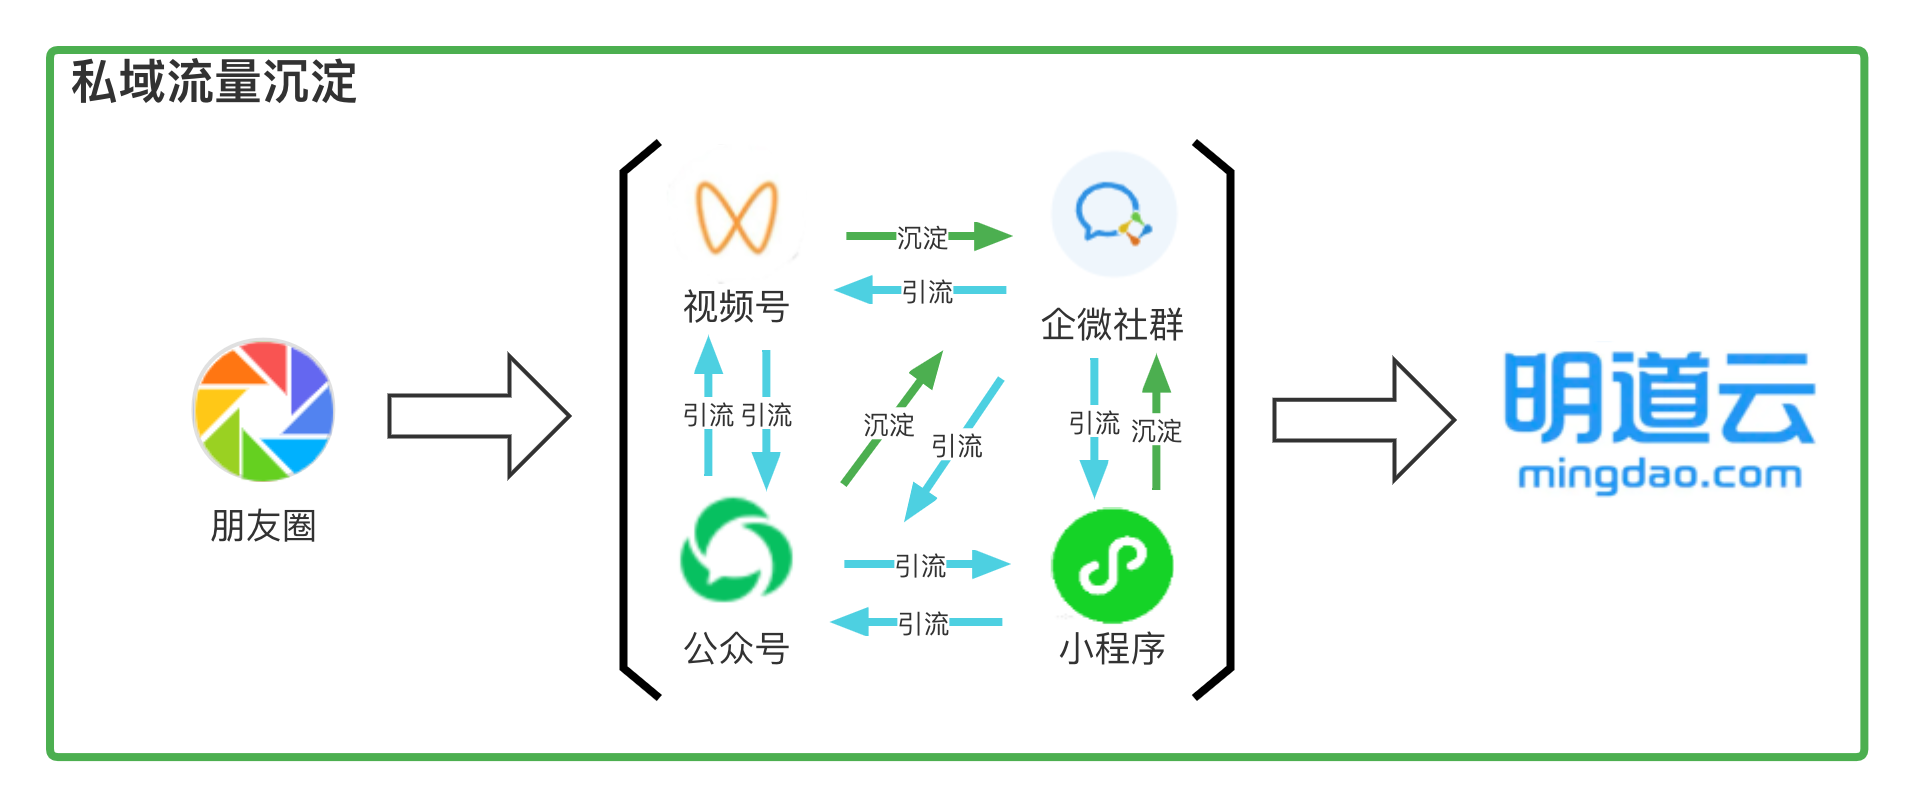 私域流量沉淀
朋友圈
视频号
沉淀
引流
企微社群
引流 引流
沉淀
引流
引流
沉淀
公众号
引流
引流
小程序
明道云
mingdao.com